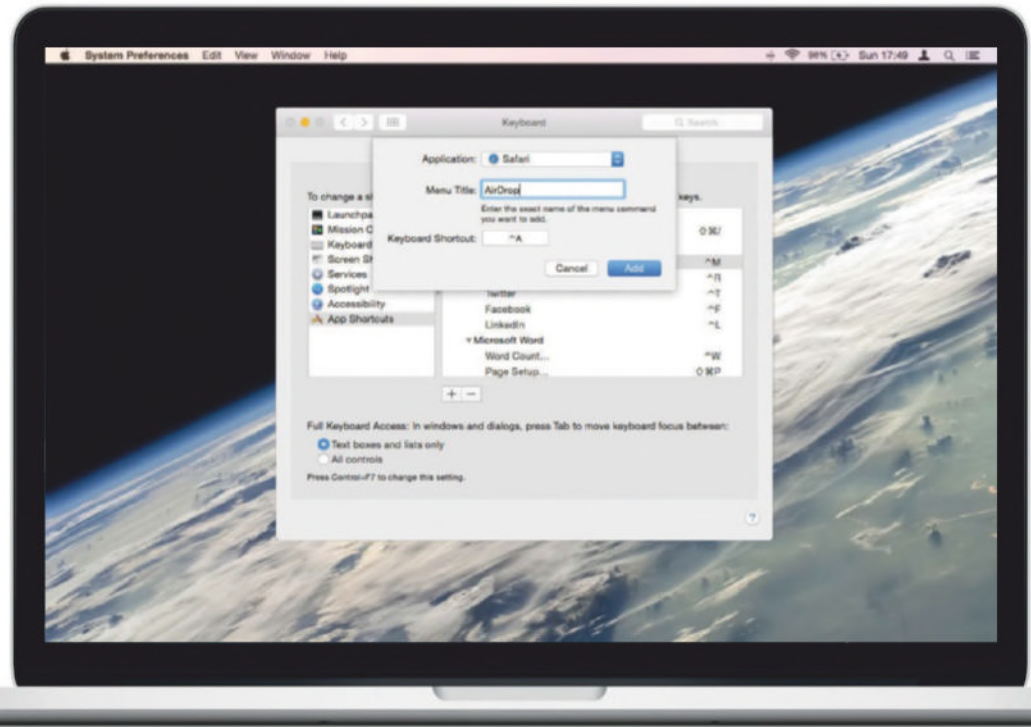 System Preferences Edit View Window Help
98% Sun 17:49
Keyboard
Search
Application: Safari
Menu Title: AirDrop
Enter the exact name of the menu command
you want to add.
Keyboard Shortcut: ^A
Cancel Add
To change a keys.
Launchpa
Mission C
Keyboard
Screen Sh
Services
Spotlight
Accessibility
App Shortcuts
⇧⌘/
^M
^R
Twitter ^T
Facebook ^F
LinkedIn ^L
▾ Microsoft Word
Word Count... ^W
Page Setup... ⇧⌘P
+ −
Full Keyboard Access: In windows and dialogs, press Tab to move keyboard focus between:
Text boxes and lists only
All controls
Press Control+F7 to change this setting.
?